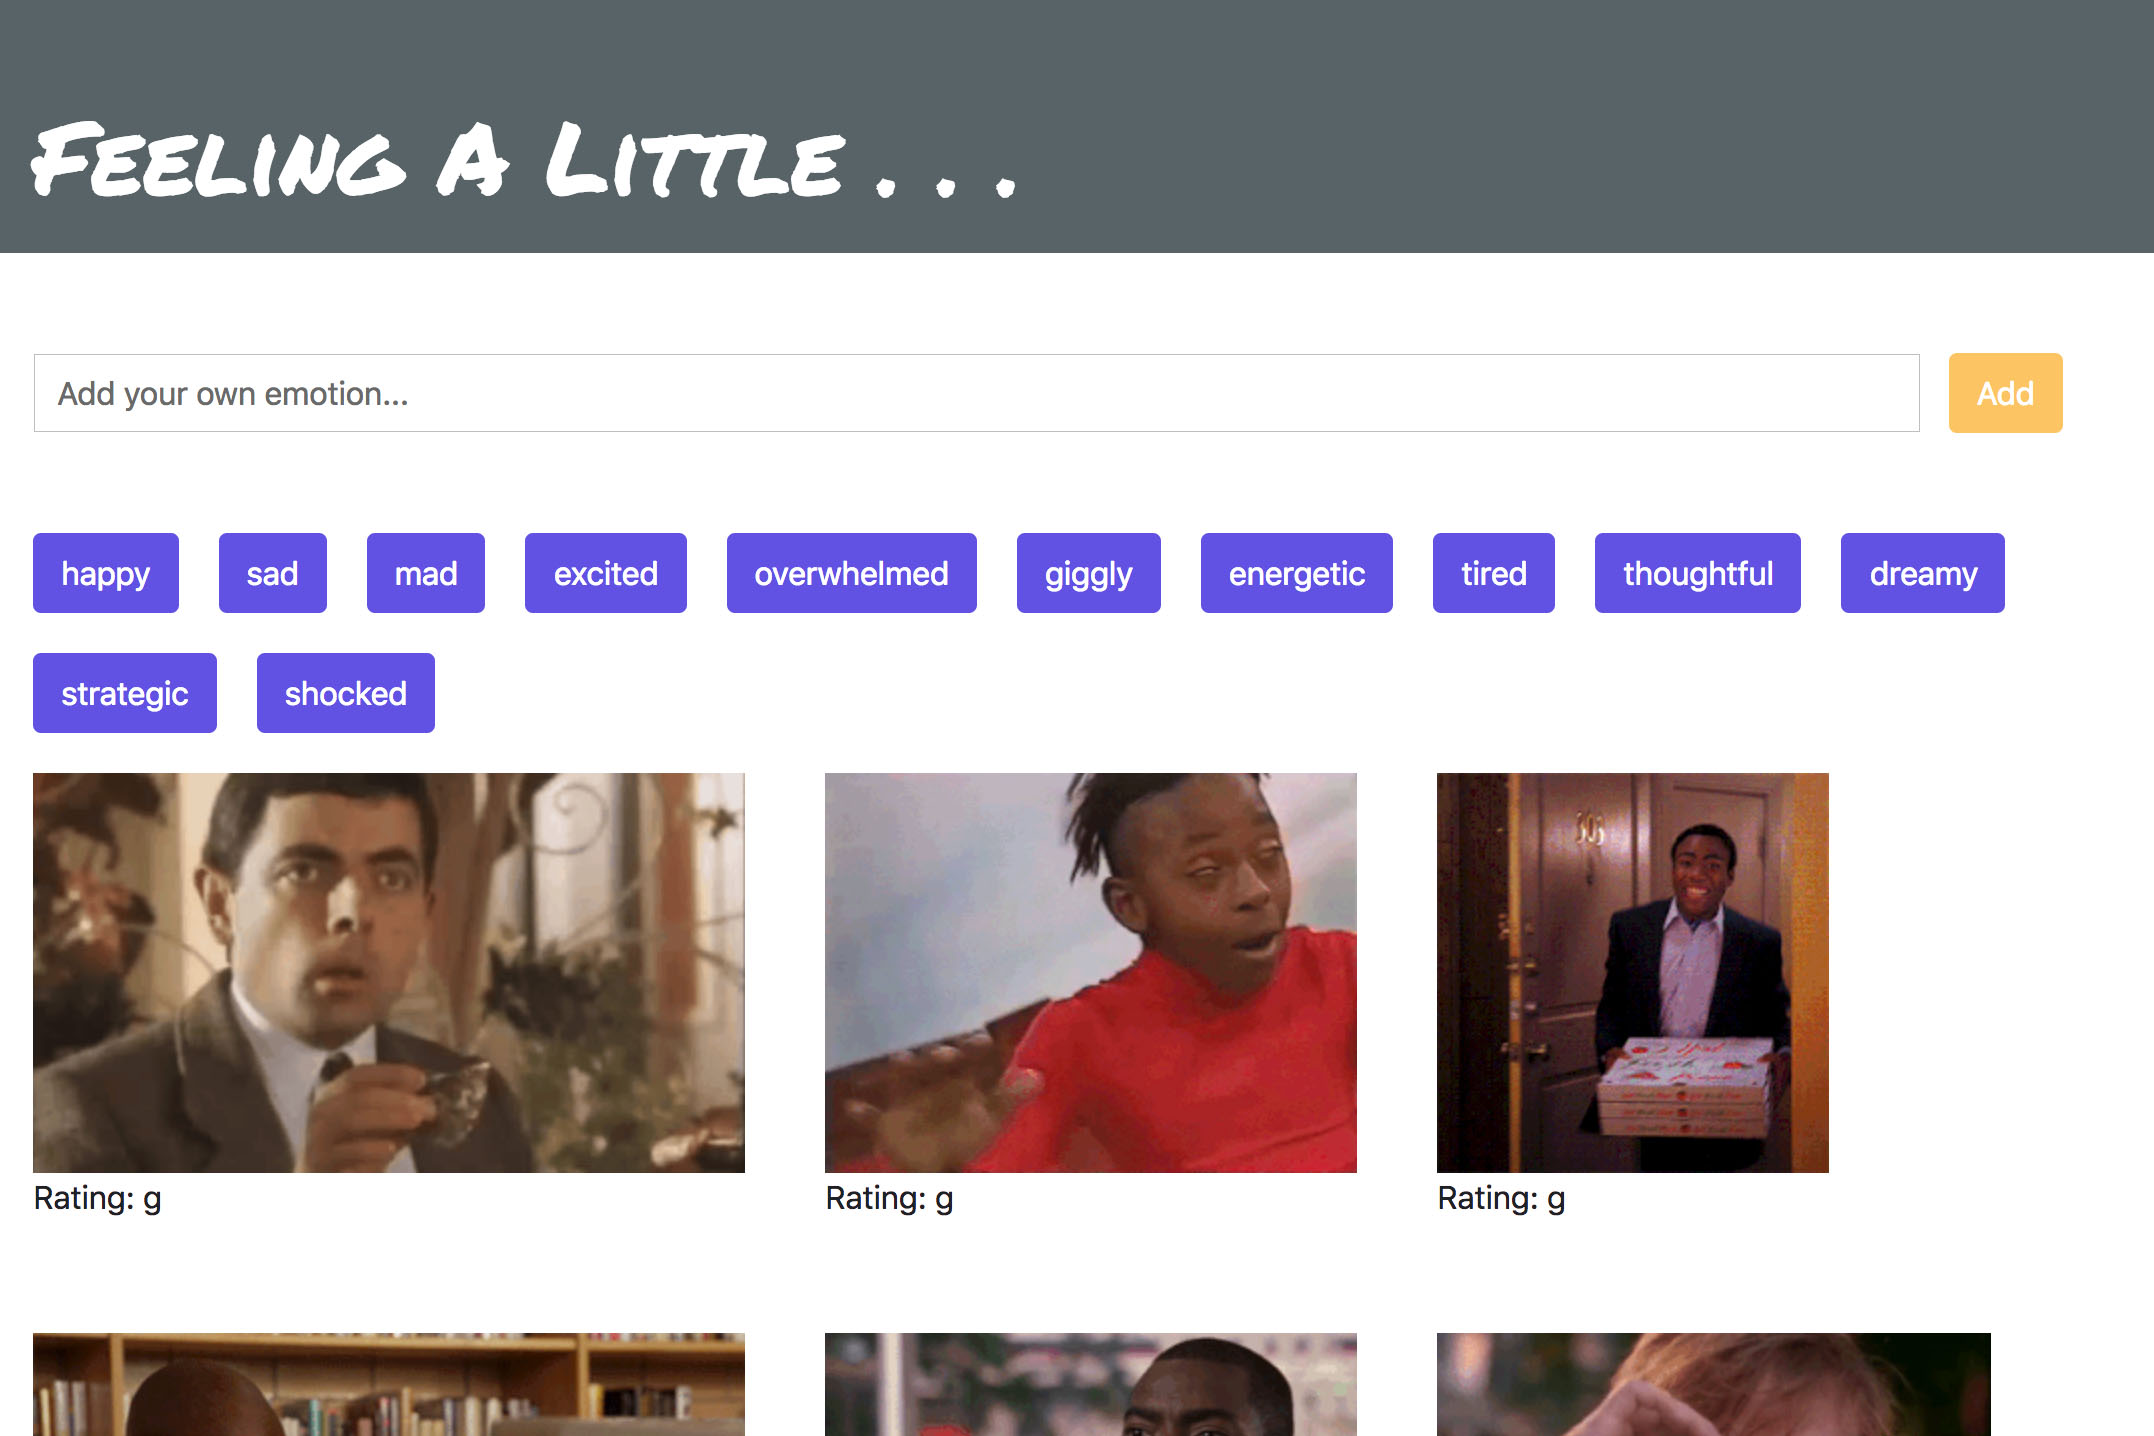 Feeling A Little . . .
Add your own emotion...
Add
happy
sad
mad
excited
overwhelmed
giggly
energetic
tired
thoughtful
dreamy
strategic
shocked
303
Rating: g
Rating: g
Rating: g